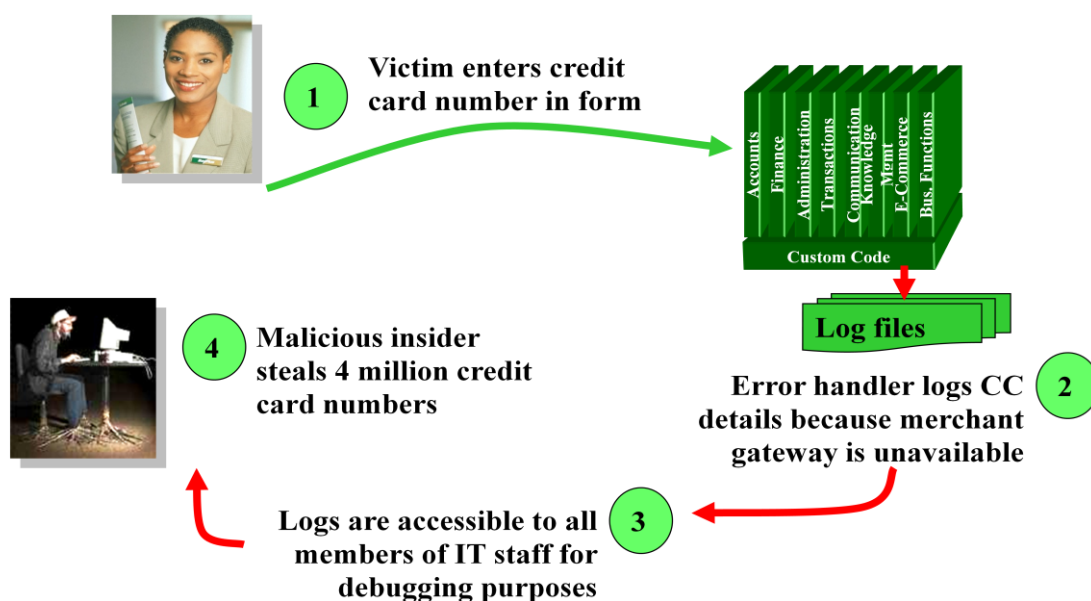 1
Victim enters credit
card number in form
Accounts
Finance
Administration
Transactions
Communication
Knowledge
Mgmt
E-Commerce
Bus. Functions
Custom Code
Log files
2
Error handler logs CC
details because merchant
gateway is unavailable
3
Logs are accessible to all
members of IT staff for
debugging purposes
4
Malicious insider
steals 4 million credit
card numbers